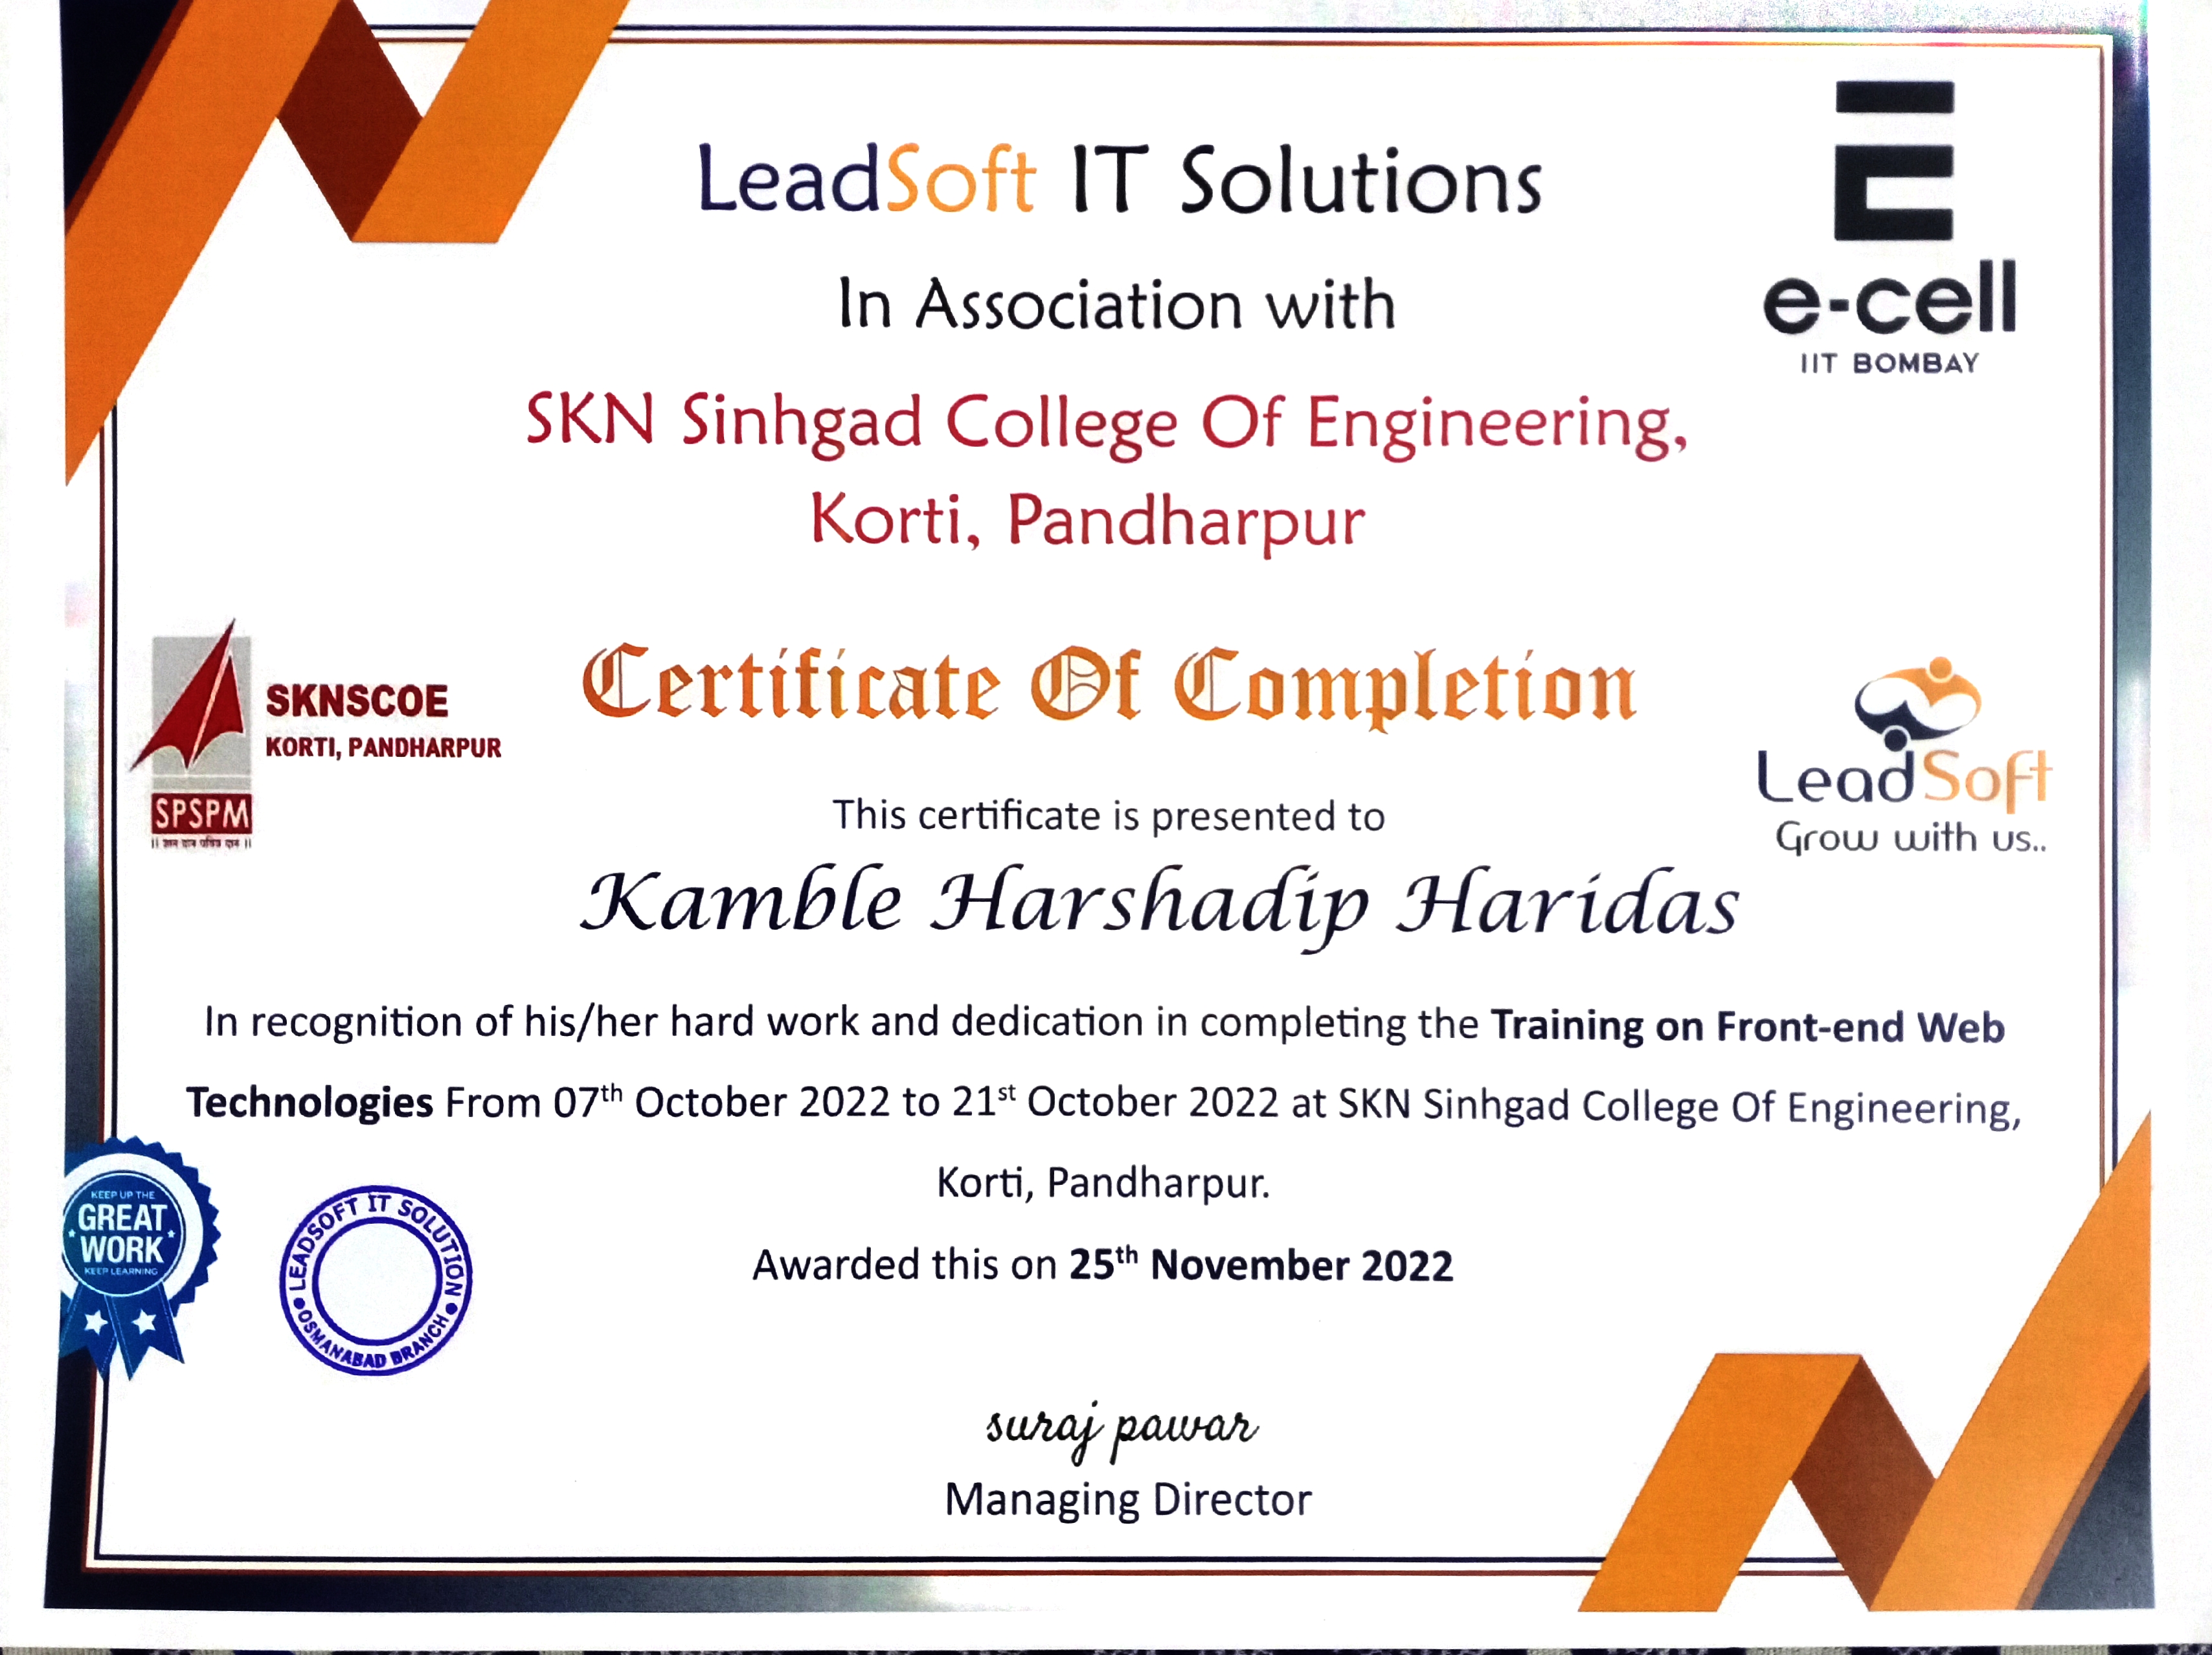 LeadSoft IT Solutions
e-cell
IIT BOMBAY
In Association with
SKN Sinhgad College Of Engineering,
Korti, Pandharpur
SKNSCOE
KORTI, PANDHARPUR
SPSPM
Certificate Of Completion
LeadSoft
Grow with us..
This certificate is presented to
Kamble Harshadip Haridas
In recognition of his/her hard work and dedication in completing the Training on Front-end Web
Technologies From 07th October 2022 to 21st October 2022 at SKN Sinhgad College Of Engineering,
Korti, Pandharpur.
KEEP UP THE
GREAT
WORK
KEEP LEARNING
LEADSOFT IT SOLUTION
OSMANABAD BRANCH
Awarded this on 25th November 2022
suraj pawar
Managing Director